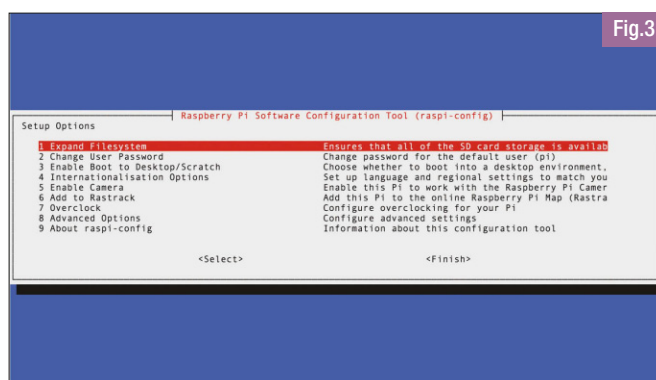 Fig.3
Raspberry Pi Software Configuration Tool (raspi-config)
Setup Options
1 Expand Filesystem Ensures that all of the SD card storage is availab
2 Change User Password Change password for the default user (pi)
3 Enable Boot to Desktop/Scratch Choose whether to boot into a desktop environment,
4 Internationalisation Options Set up language and regional settings to match you
5 Enable Camera Enable this Pi to work with the Raspberry Pi Camer
6 Add to Rastrack Add this Pi to the online Raspberry Pi Map (Rastra
7 Overclock Configure overclocking for your Pi
8 Advanced Options Configure advanced settings
9 About raspi-config Information about this configuration tool
<Select> <Finish>